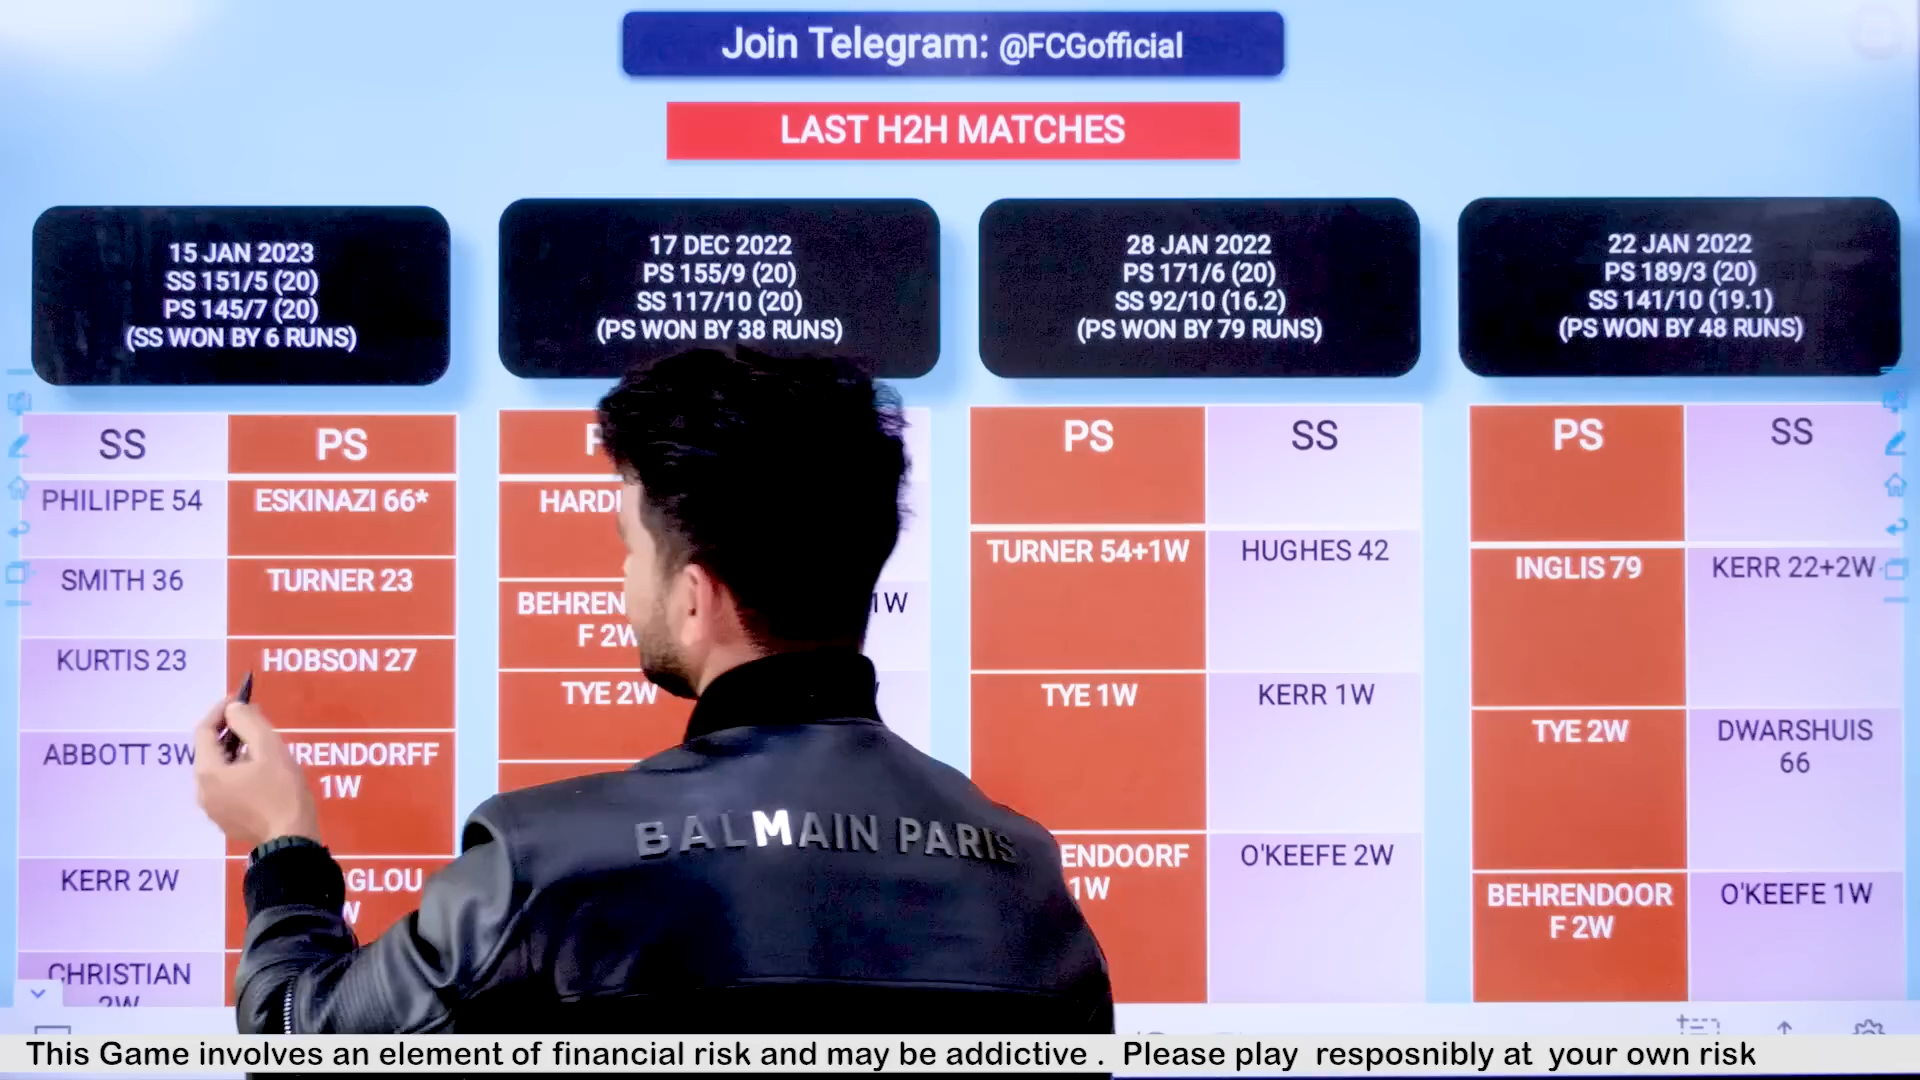 Join Telegram: @FCGofficial
LAST H2H MATCHES
15 JAN 2023
SS 151/5 (20)
PS 145/7 (20)
(SS WON BY 6 RUNS)
17 DEC 2022
PS 155/9 (20)
SS 117/10 (20)
(PS WON BY 38 RUNS)
28 JAN 2022
PS 171/6 (20)
SS 92/10 (16.2)
(PS WON BY 79 RUNS)
22 JAN 2022
PS 189/3 (20)
SS 141/10 (19.1)
(PS WON BY 48 RUNS)
SS PS
PHILIPPE 54 ESKINAZI 66*
SMITH 36 TURNER 23
KURTIS 23 HOBSON 27
ABBOTT 3W
1W
KERR 2W
CHRISTIAN
2W
F 2W
TYE 2W
1W
PS SS
TURNER 54+1W HUGHES 42
TYE 1W KERR 1W
O'KEEFE 2W
1W
PS SS
INGLIS 79 KERR 22+2W
TYE 2W DWARSHUIS
66
BEHRENDOOR O'KEEFE 1W
F 2W
BALMAIN PARIS
This Game involves an element of financial risk and may be addictive . Please play resposnibly at your own risk